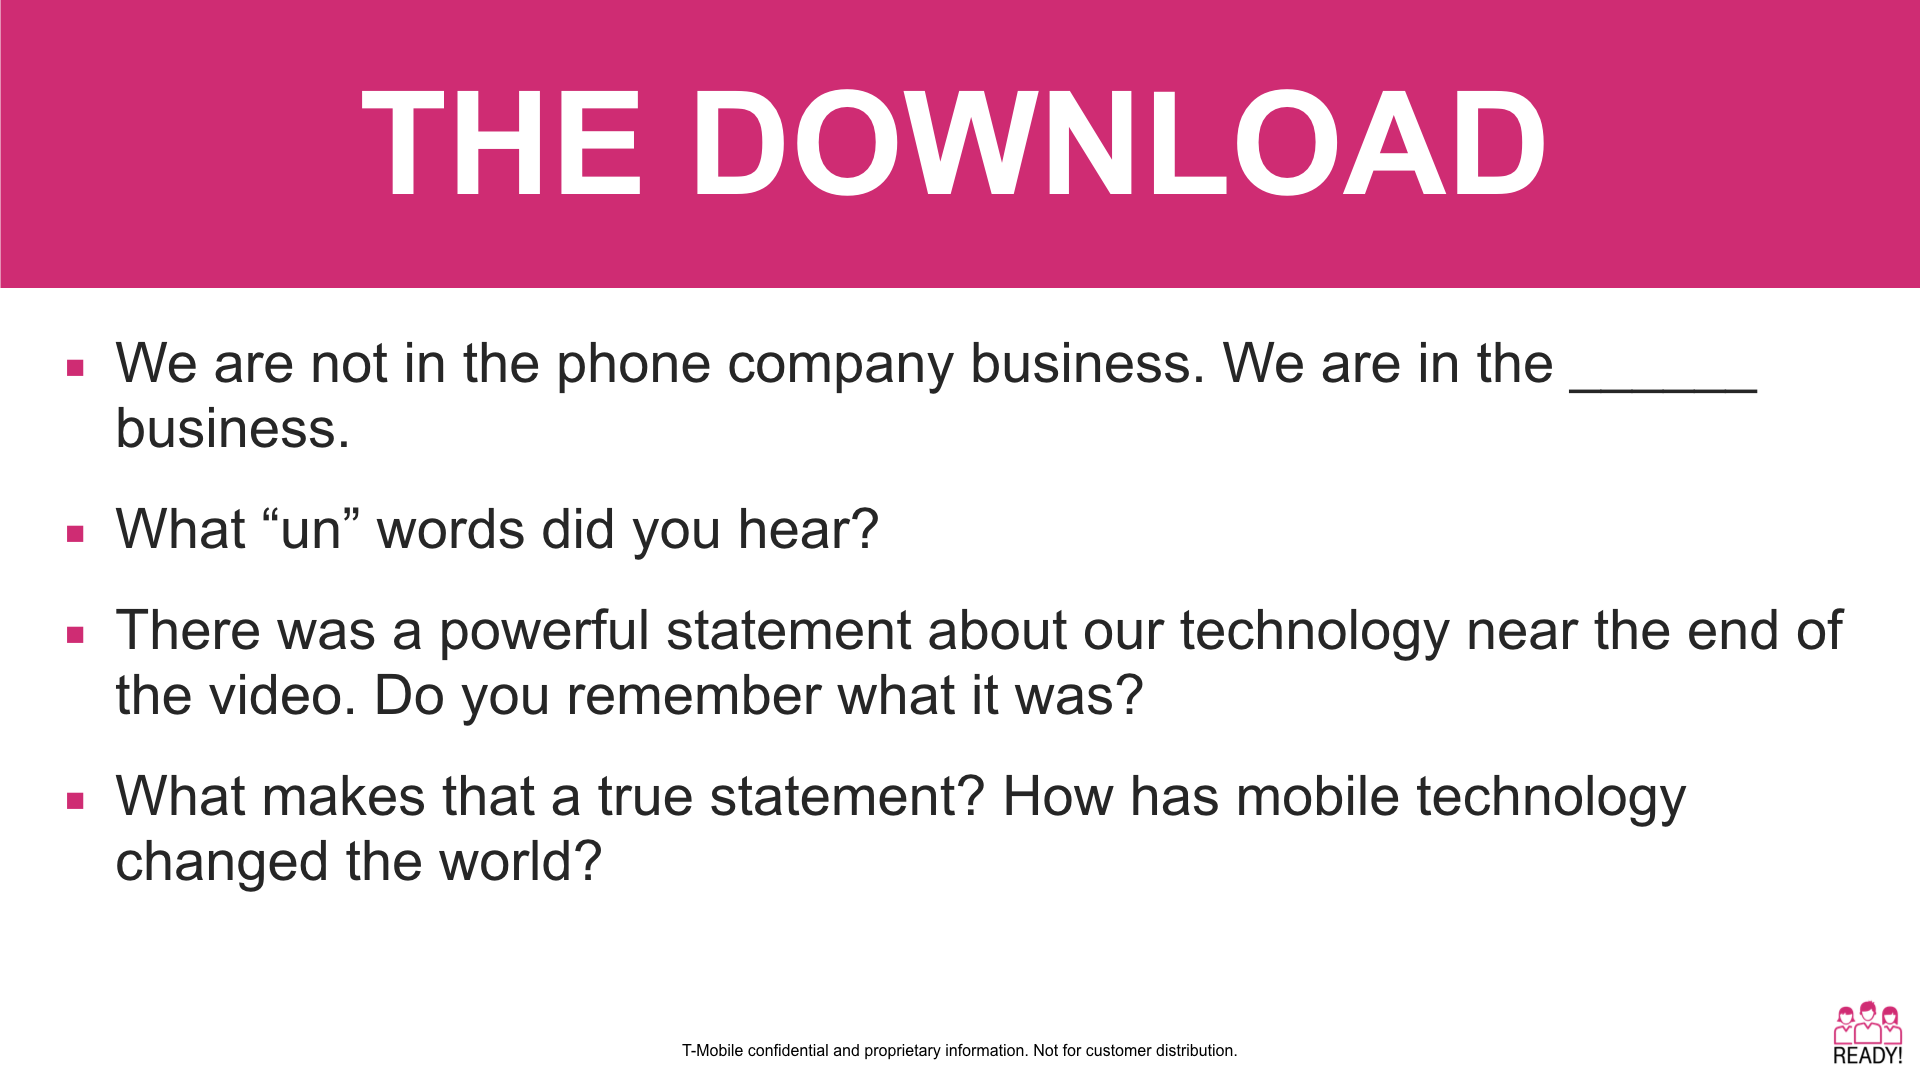 THE DOWNLOAD
▪ We are not in the phone company business. We are in the ______
business.
▪ What “un” words did you hear?
▪ There was a powerful statement about our technology near the end of
the video. Do you remember what it was?
▪ What makes that a true statement? How has mobile technology
changed the world?
T-Mobile confidential and proprietary information. Not for customer distribution.
READY!